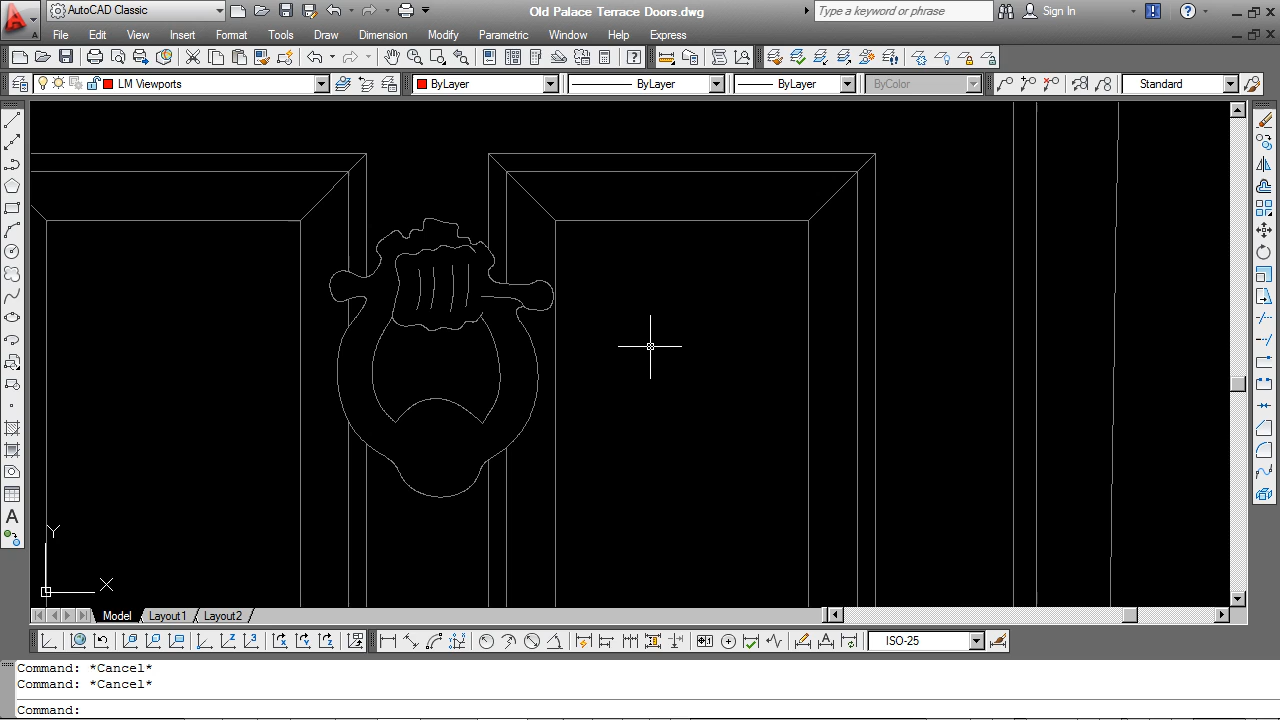 AutoCAD Classic
Old Palace Terrace Doors.dwg
Type a keyword or phrase
Sign In
File Edit View Insert Format Tools Draw Dimension Modify Parametric Window Help Express
LM Viewports
ByLayer
ByLayer
ByLayer
ByColor
Standard
Y
X
Model Layout1 Layout2
ISO-25
Command: *Cancel*
Command: *Cancel*
Command: